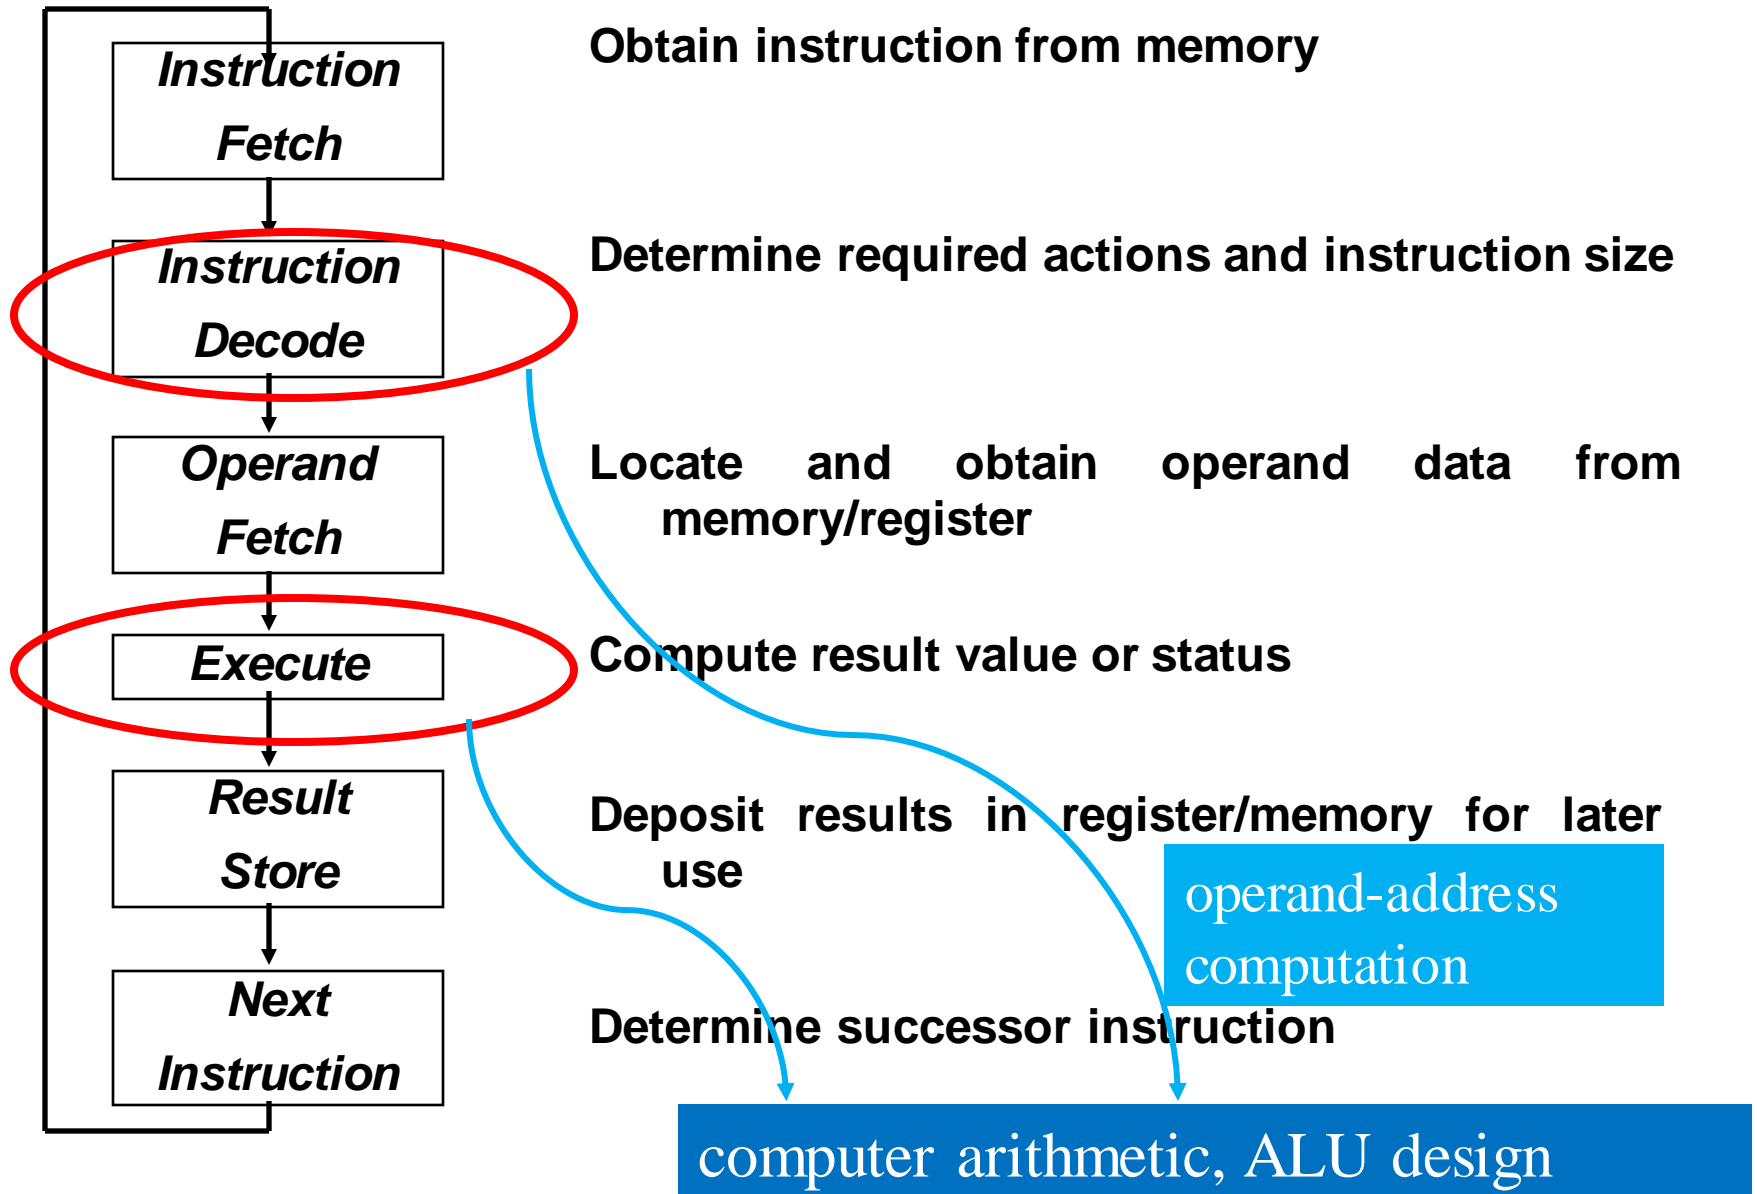 Instruction
Fetch
Obtain instruction from memory
Instruction
Decode
Determine required actions and instruction size
Operand
Fetch
Locate and obtain operand data from
memory/register
Execute
Compute result value or status
Result
Store
Deposit results in register/memory for later
use
operand-address
computation
Next
Instruction
Determine successor instruction
computer arithmetic, ALU design